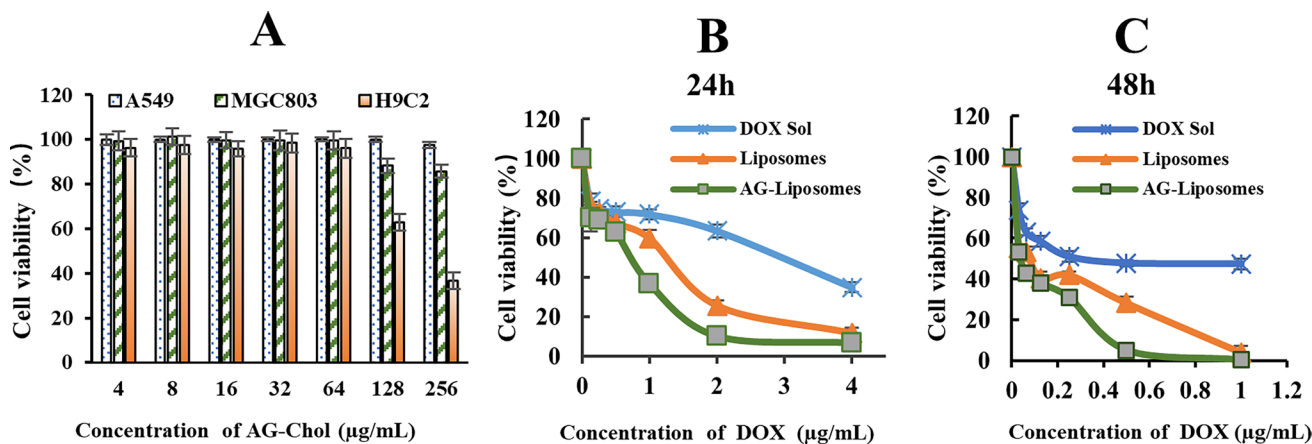 A
A549 MGC803 H9C2
Cell viability (%)
120
100
80
60
40
20
0
4 8 16 32 64 128 256
Concentration of AG-Chol (µg/mL)
B
24h
DOX Sol
Liposomes
AG-Liposomes
Cell viability (%)
120
100
80
60
40
20
0
0 1 2 3 4
Concentration of DOX (µg/mL)
C
48h
DOX Sol
Liposomes
AG-Liposomes
Cell viability (%)
120
100
80
60
40
20
0
0 0.2 0.4 0.6 0.8 1 1.2
Concentration of DOX (µg/mL)